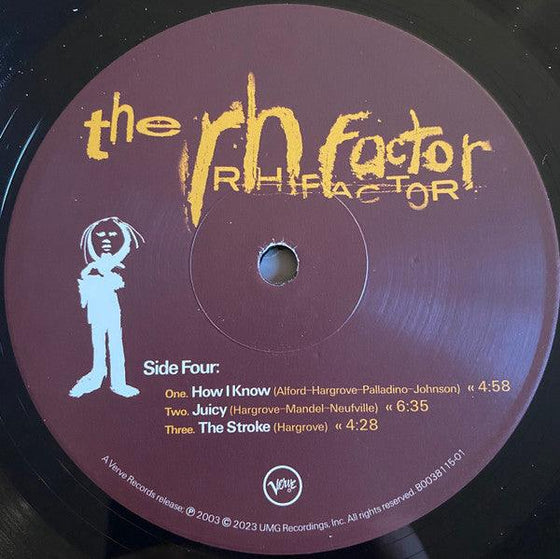 the rh factor
RH FACTOR
Side Four:
One. How I Know (Alford-Hargrove-Palladino-Johnson) « 4:58
Two. Juicy (Hargrove-Mandel-Neufville) « 6:35
Three. The Stroke (Hargrove) « 4:28
Verve
A Verve Records release; ℗ 2003 © 2023 UMG Recordings, Inc. All rights reserved. B0038115-01